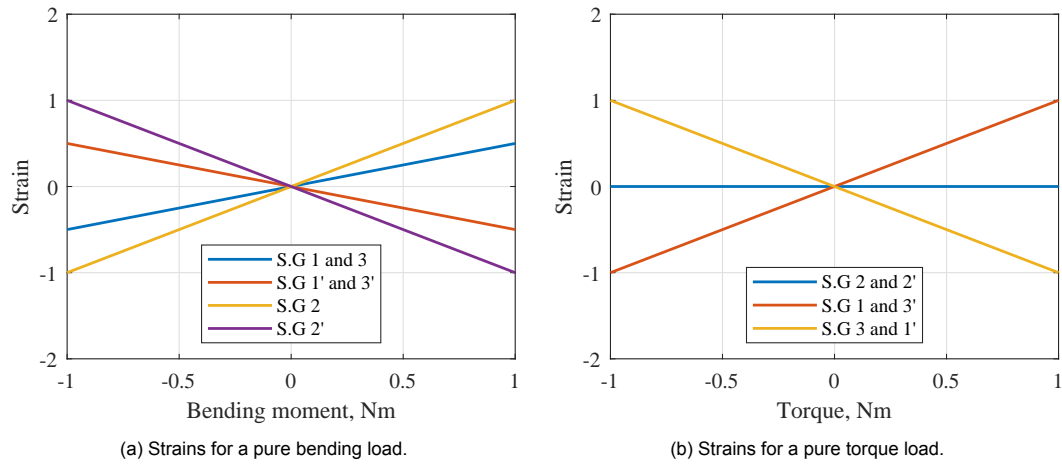 2
1
0
-1
-2
Strain
S.G 1 and 3
S.G 1' and 3'
S.G 2
S.G 2'
-1 -0.5 0 0.5 1
Bending moment, Nm
(a) Strains for a pure bending load.
2
1
0
-1
-2
Strain
S.G 2 and 2'
S.G 1 and 3'
S.G 3 and 1'
-1 -0.5 0 0.5 1
Torque, Nm
(b) Strains for a pure torque load.